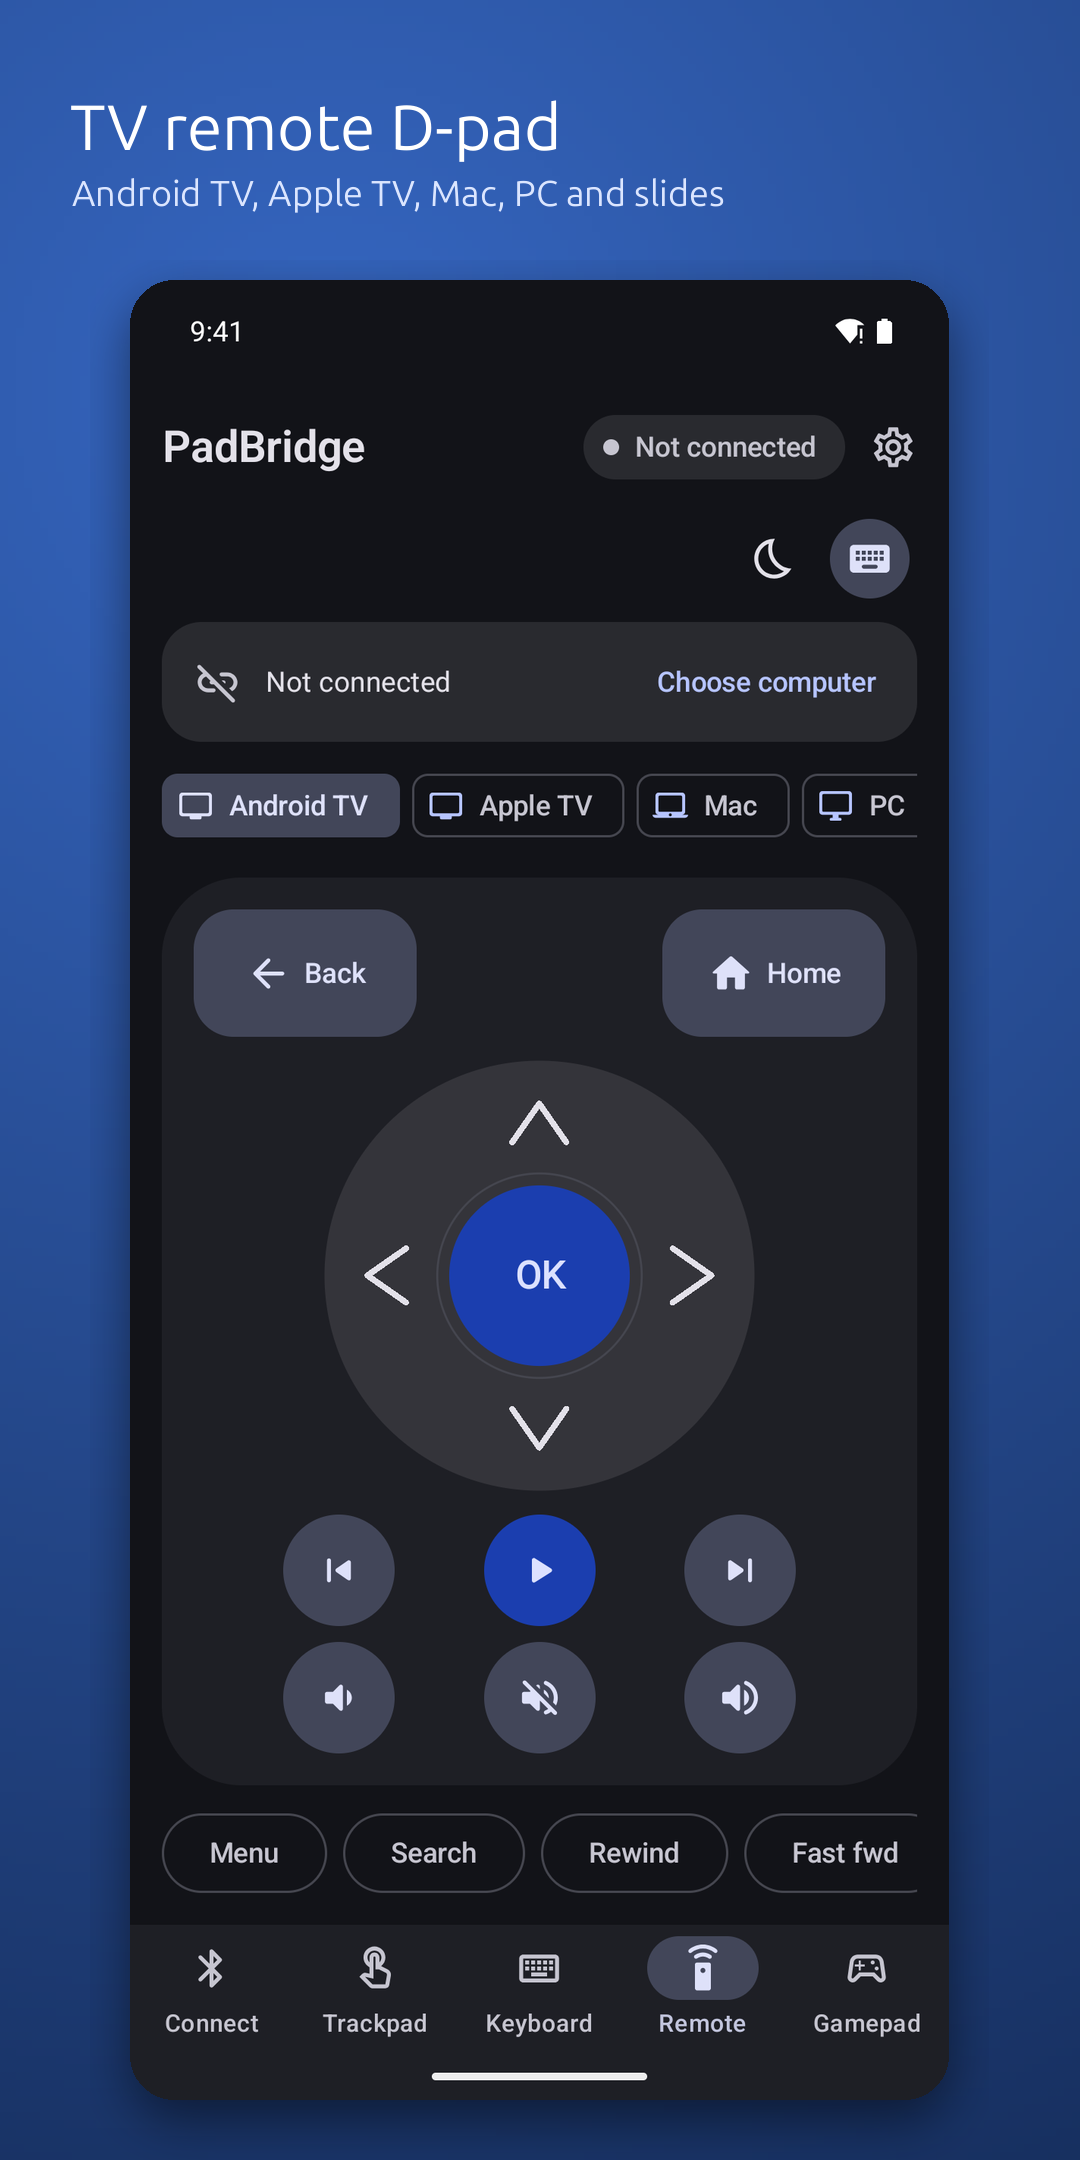 TV remote D-pad
Android TV, Apple TV, Mac, PC and slides
9:41
PadBridge
Not connected
Not connected
Choose computer
Android TV
Apple TV
Mac
PC
Back
Home
OK
Menu
Search
Rewind
Fast fwd
Connect
Trackpad
Keyboard
Remote
Gamepad